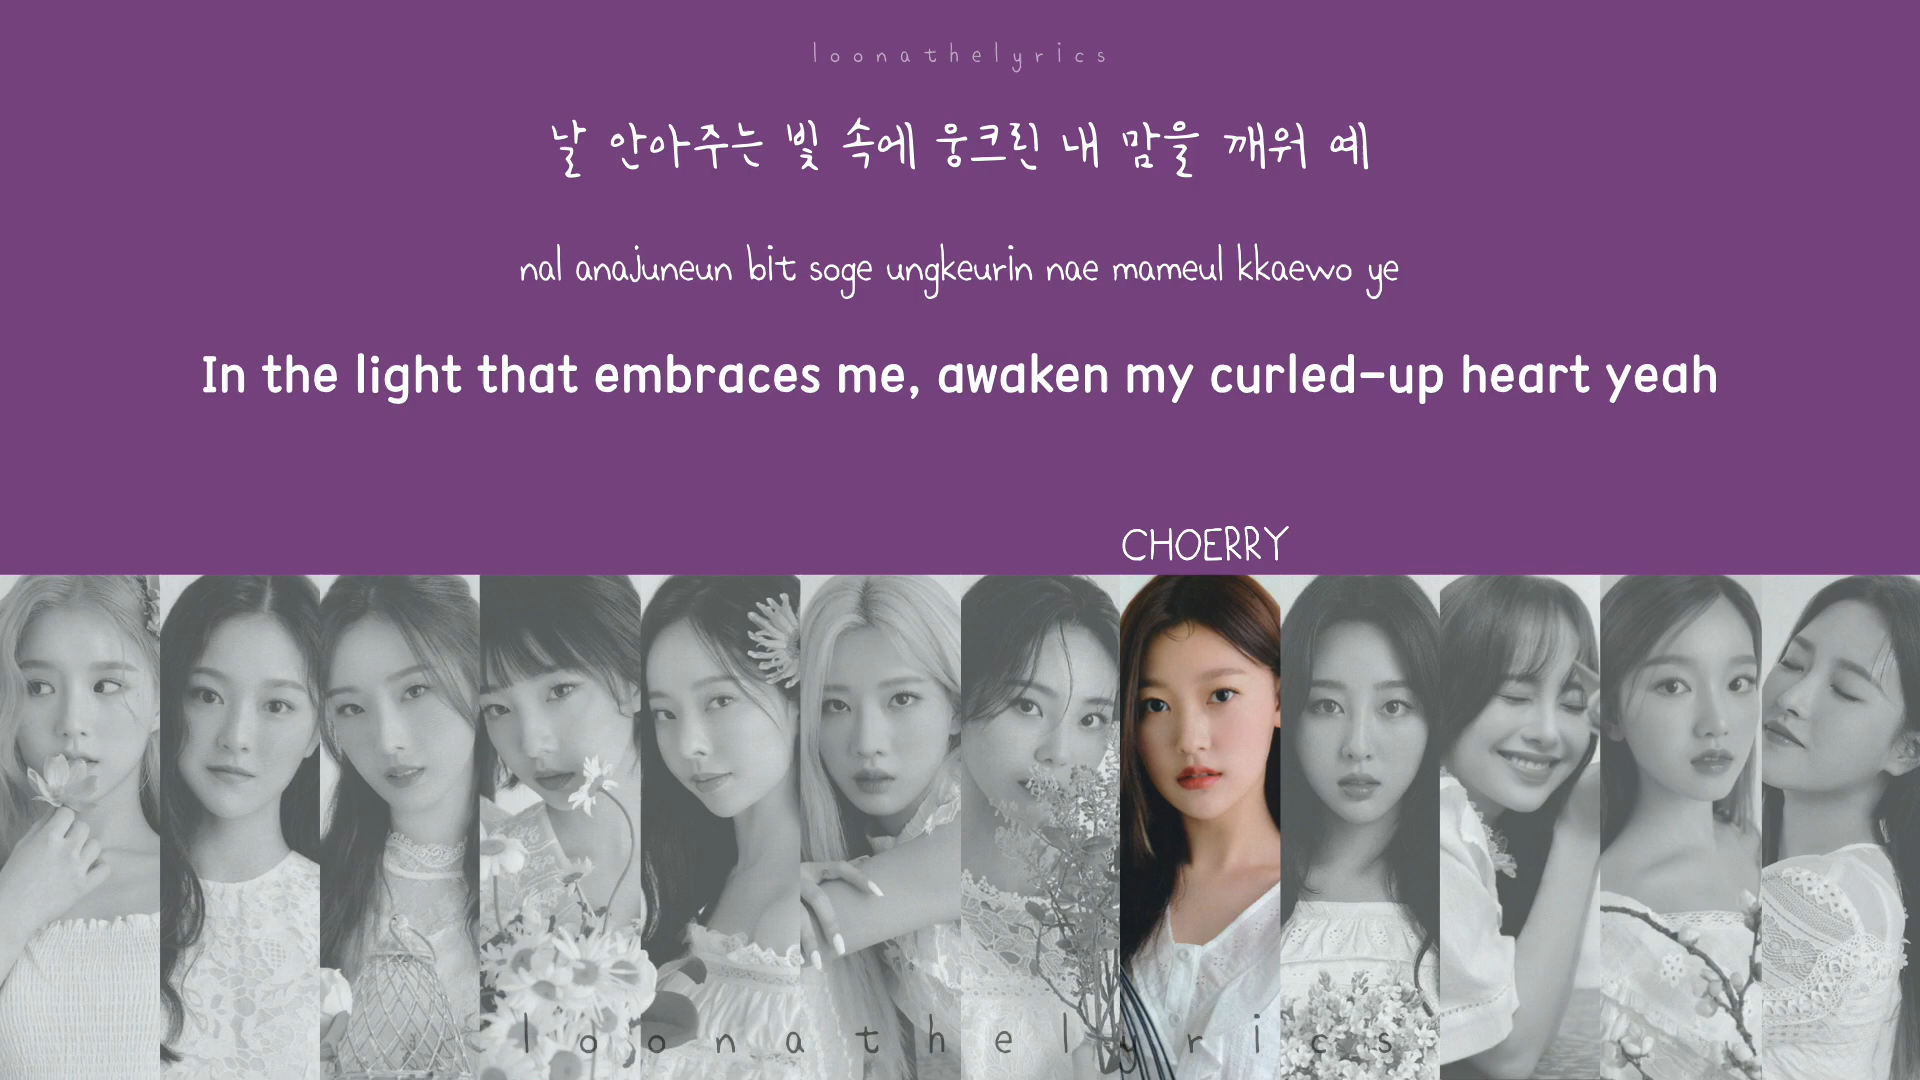 loonathelyrics
날 안아주는 빛 속에 웅크린 내 맘을 깨워 예
nal anajuneun bit soge ungkeurin nae mameul kkaewo ye
In the light that embraces me, awaken my curled-up heart yeah
CHOERRY
loonathelyrics